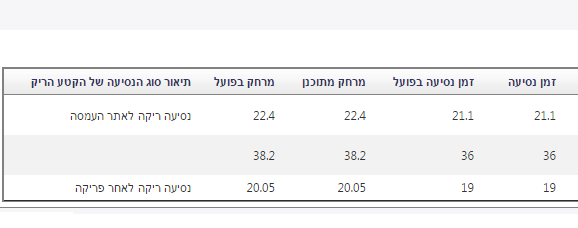 זמן נסיעה זמן נסיעה בפועל מרחק מתוכנן מרחק בפועל תיאור סוג הנסיעה של הקטע הריק
21.1 21.1 22.4 22.4 נסיעה ריקה לאתר העמסה
36 36 38.2 38.2
19 19 20.05 20.05 נסיעה ריקה לאחר פריקה